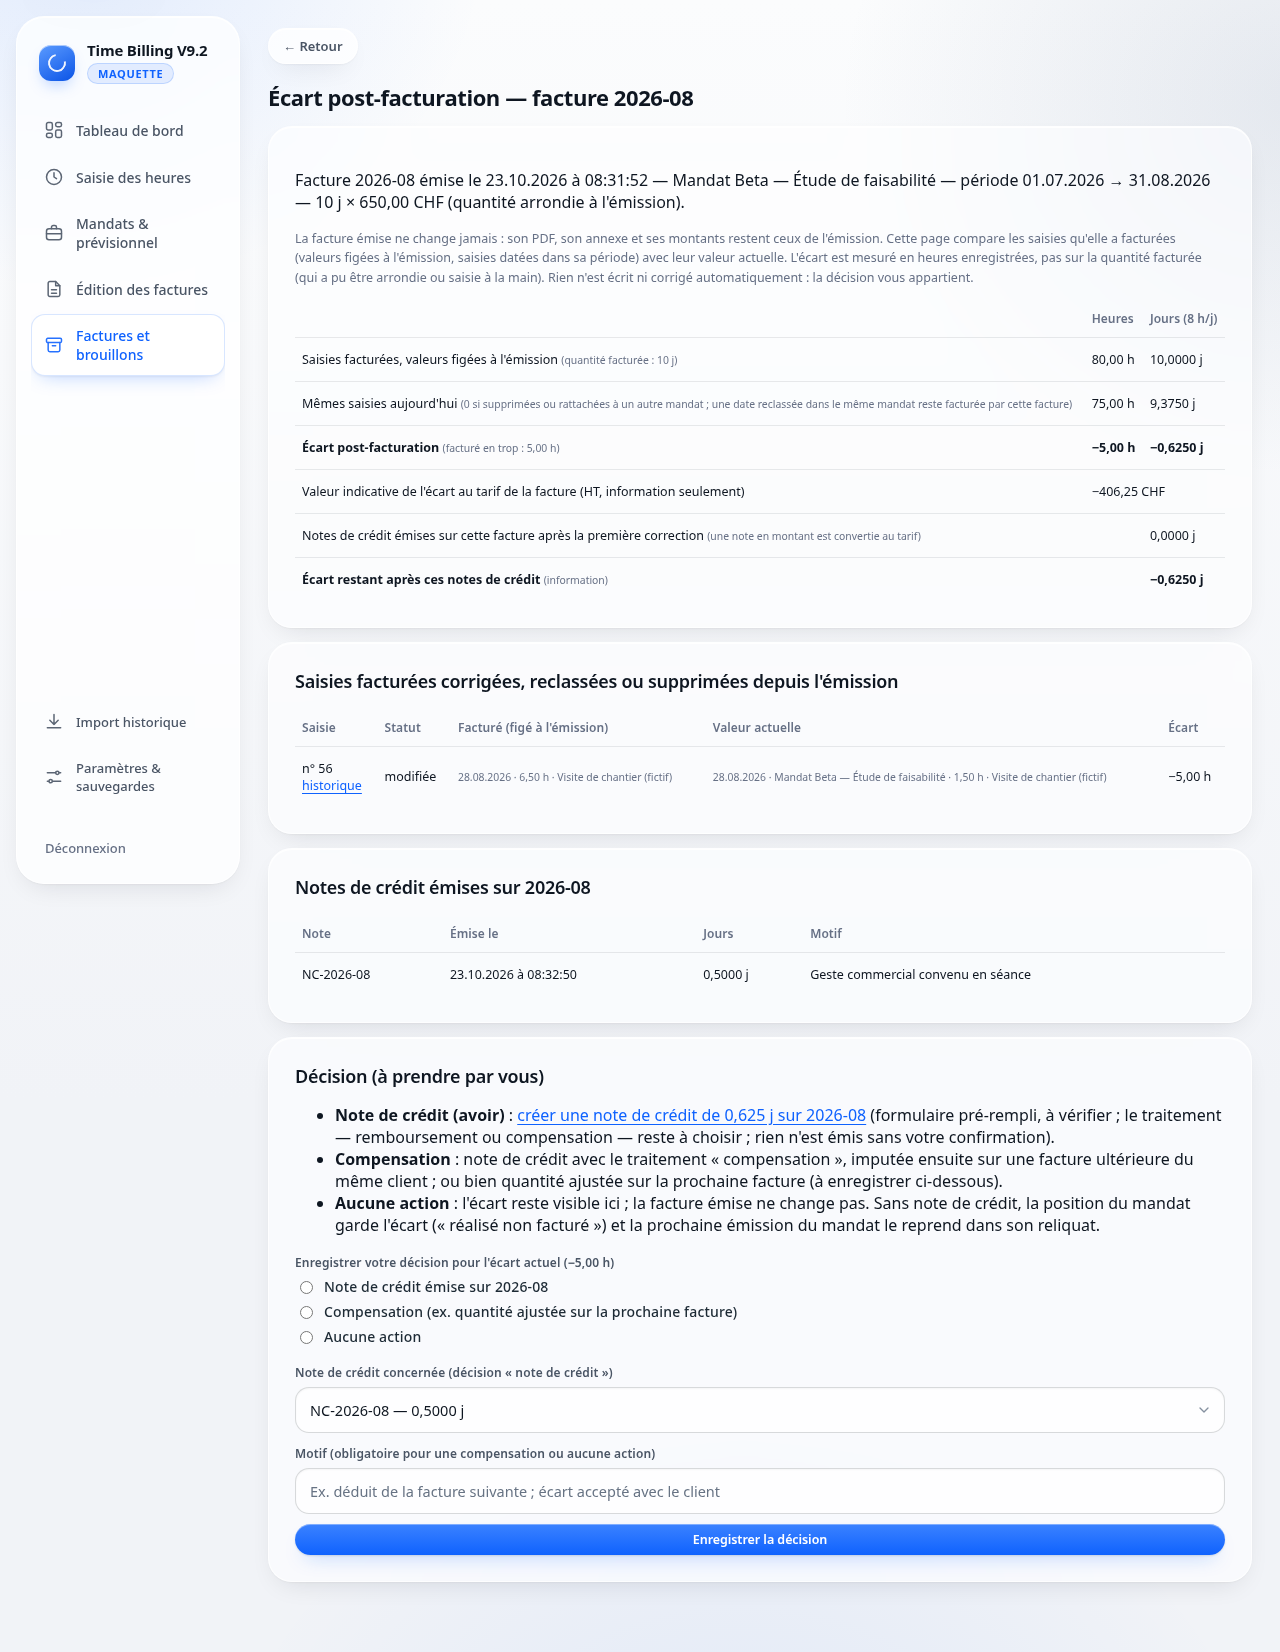 Time Billing V9.2
MAQUETTE
Tableau de bord
Saisie des heures
Mandats &
prévisionnel
Édition des factures
Factures et
brouillons
Import historique
Paramètres &
sauvegardes
Déconnexion
← Retour
Écart post-facturation — facture 2026-08
Facture 2026-08 émise le 23.10.2026 à 08:31:52 — Mandat Beta — Étude de faisabilité — période 01.07.2026 → 31.08.2026
— 10 j × 650,00 CHF (quantité arrondie à l'émission).
La facture émise ne change jamais : son PDF, son annexe et ses montants restent ceux de l'émission. Cette page compare les saisies qu'elle a facturées
(valeurs figées à l'émission, saisies datées dans sa période) avec leur valeur actuelle. L'écart est mesuré en heures enregistrées, pas sur la quantité facturée
(qui a pu être arrondie ou saisie à la main). Rien n'est écrit ni corrigé automatiquement : la décision vous appartient.
Heures Jours (8 h/j)
Saisies facturées, valeurs figées à l'émission (quantité facturée : 10 j) 80,00 h 10,0000 j
Mêmes saisies aujourd'hui (0 si supprimées ou rattachées à un autre mandat ; une date reclassée dans le même mandat reste facturée par cette facture) 75,00 h 9,3750 j
Écart post-facturation (facturé en trop : 5,00 h) −5,00 h −0,6250 j
Valeur indicative de l'écart au tarif de la facture (HT, information seulement) −406,25 CHF
Notes de crédit émises sur cette facture après la première correction (une note en montant est convertie au tarif) 0,0000 j
Écart restant après ces notes de crédit (information) −0,6250 j
Saisies facturées corrigées, reclassées ou supprimées depuis l'émission
Saisie Statut Facturé (figé à l'émission) Valeur actuelle Écart
n° 56
historique modifiée 28.08.2026 · 6,50 h · Visite de chantier (fictif) 28.08.2026 · Mandat Beta — Étude de faisabilité · 1,50 h · Visite de chantier (fictif) −5,00 h
Notes de crédit émises sur 2026-08
Note Émise le Jours Motif
NC-2026-08 23.10.2026 à 08:32:50 0,5000 j Geste commercial convenu en séance
Décision (à prendre par vous)
• Note de crédit (avoir) : créer une note de crédit de 0,625 j sur 2026-08 (formulaire pré-rempli, à vérifier ; le traitement
— remboursement ou compensation — reste à choisir ; rien n'est émis sans votre confirmation).
• Compensation : note de crédit avec le traitement « compensation », imputée ensuite sur une facture ultérieure du
même client ; ou bien quantité ajustée sur la prochaine facture (à enregistrer ci-dessous).
• Aucune action : l'écart reste visible ici ; la facture émise ne change pas. Sans note de crédit, la position du mandat
garde l'écart (« réalisé non facturé ») et la prochaine émission du mandat le reprend dans son reliquat.
Enregistrer votre décision pour l'écart actuel (−5,00 h)
Note de crédit émise sur 2026-08
Compensation (ex. quantité ajustée sur la prochaine facture)
Aucune action
Note de crédit concernée (décision « note de crédit »)
NC-2026-08 — 0,5000 j
Motif (obligatoire pour une compensation ou aucune action)
Ex. déduit de la facture suivante ; écart accepté avec le client
Enregistrer la décision